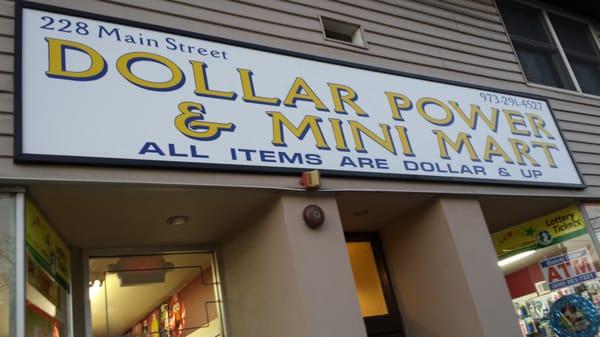 228 Main Street
973-291-4527
DOLLAR POWER
& MINI MART
ALL ITEMS ARE DOLLAR & UP
Lottery
Tickets
ATM